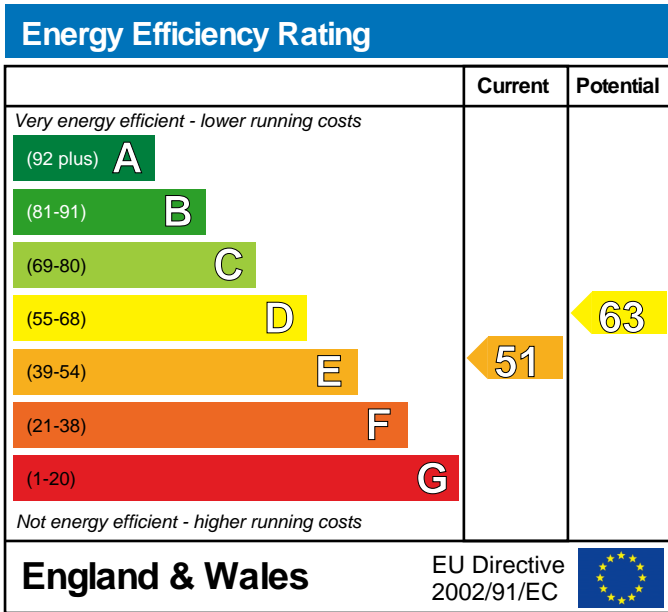 Energy Efficiency Rating
Current Potential
Very energy efficient - lower running costs
(92 plus) A
(81-91) B
(69-80) C
(55-68) D
63
(39-54) E
51
(21-38) F
(1-20) G
Not energy efficient - higher running costs
England & Wales
EU Directive
2002/91/EC